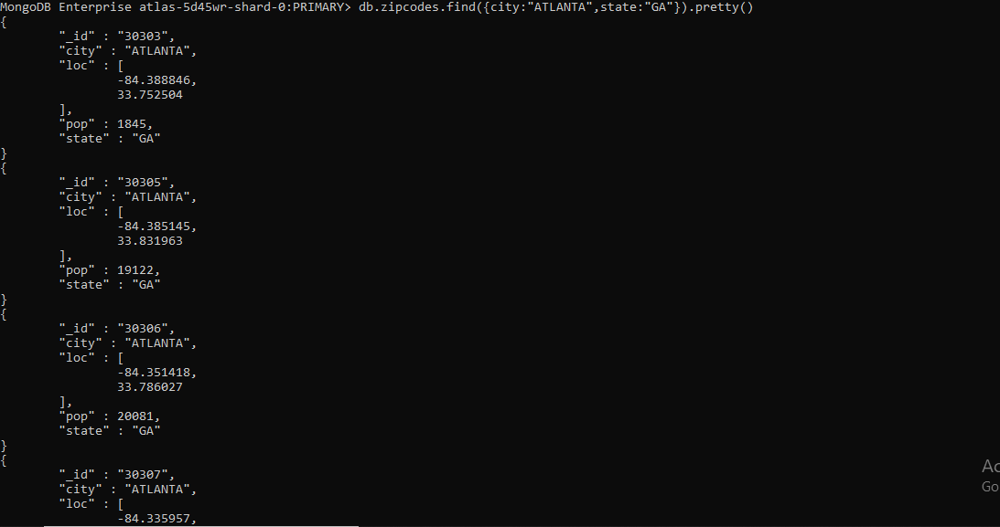 MongoDB Enterprise atlas-5d45wr-shard-0:PRIMARY> db.zipcodes.find({city:"ATLANTA",state:"GA"}).pretty()
{
        "_id" : "30303",
        "city" : "ATLANTA",
        "loc" : [
                -84.388846,
                33.752504
        ],
        "pop" : 1845,
        "state" : "GA"
}
{
        "_id" : "30305",
        "city" : "ATLANTA",
        "loc" : [
                -84.385145,
                33.831963
        ],
        "pop" : 19122,
        "state" : "GA"
}
{
        "_id" : "30306",
        "city" : "ATLANTA",
        "loc" : [
                -84.351418,
                33.786027
        ],
        "pop" : 20081,
        "state" : "GA"
}
{
        "_id" : "30307",
        "city" : "ATLANTA",
        "loc" : [
                -84.335957,
Ac
Go